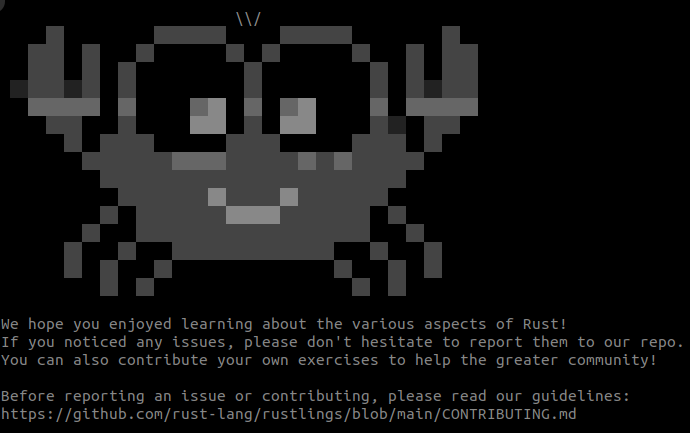 \\/
We hope you enjoyed learning about the various aspects of Rust!
If you noticed any issues, please don't hesitate to report them to our repo.
You can also contribute your own exercises to help the greater community!
Before reporting an issue or contributing, please read our guidelines:
https://github.com/rust-lang/rustlings/blob/main/CONTRIBUTING.md